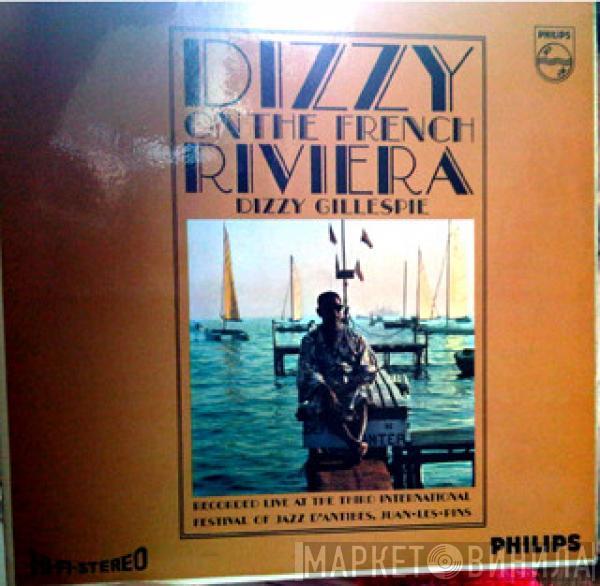 DIZZY
ON THE FRENCH
RIVIERA
DIZZY GILLESPIE
PHILIPS
INTER
RECORDED LIVE AT THE THIRD INTERNATIONAL
FESTIVAL OF JAZZ D'ANTIBES, JUAN-LES-PINS
HI-FI-STEREO
PHILIPS
МАРКЕТ ВИНИЛА